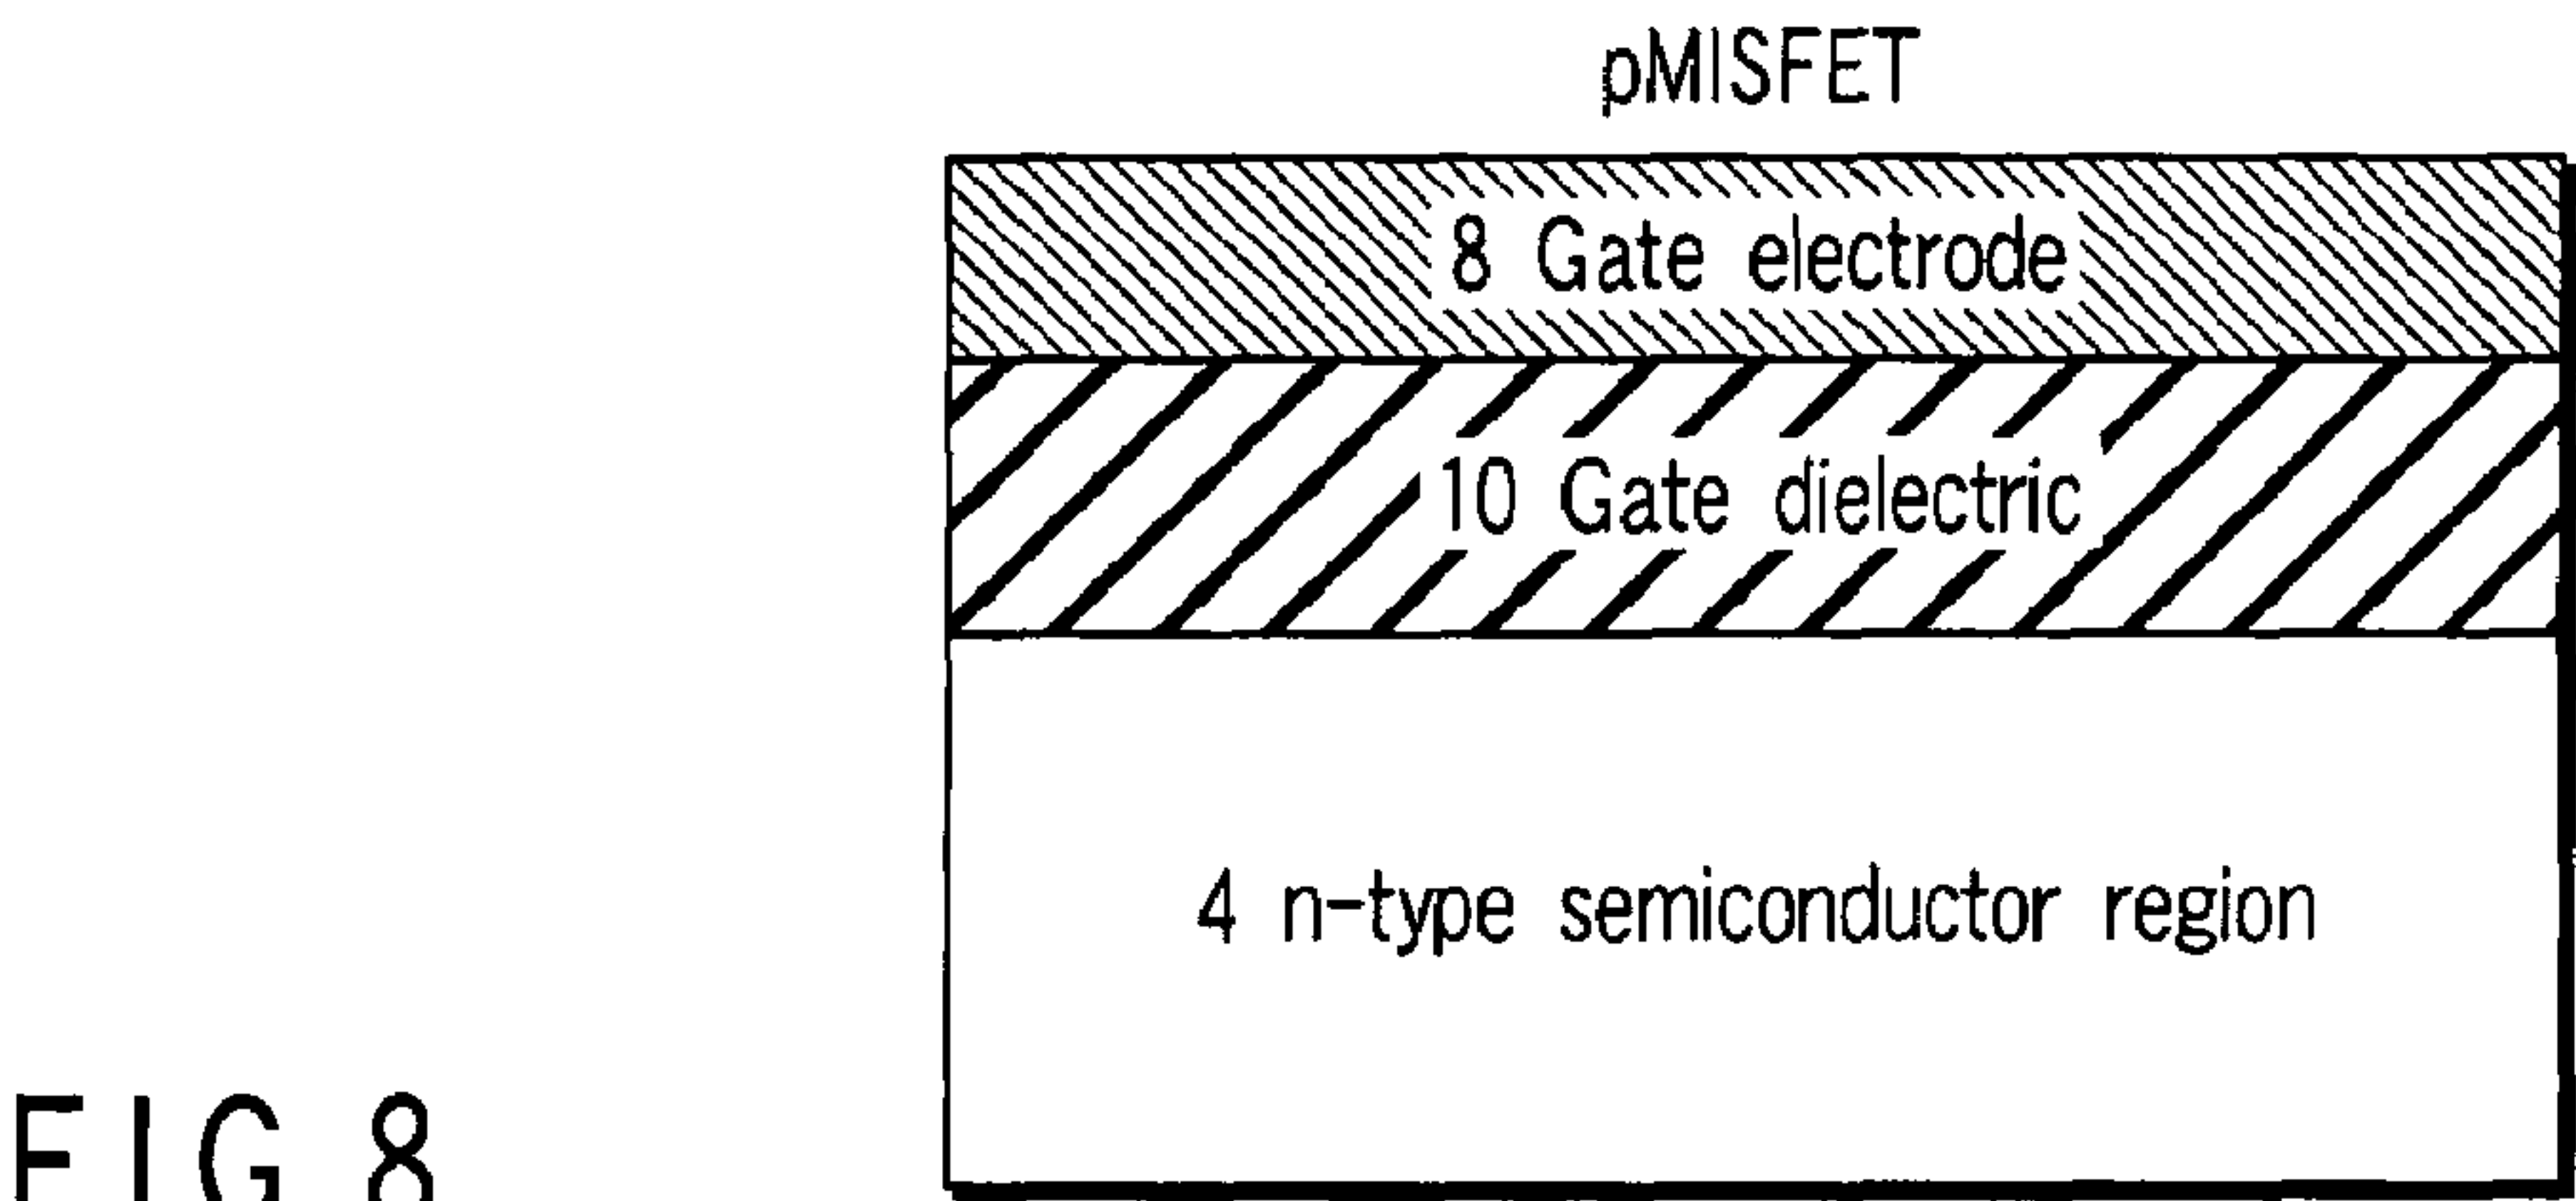 pMISFET
8 Gate electrode
10 Gate dielectric
4 n-type semiconductor region
FIG 8